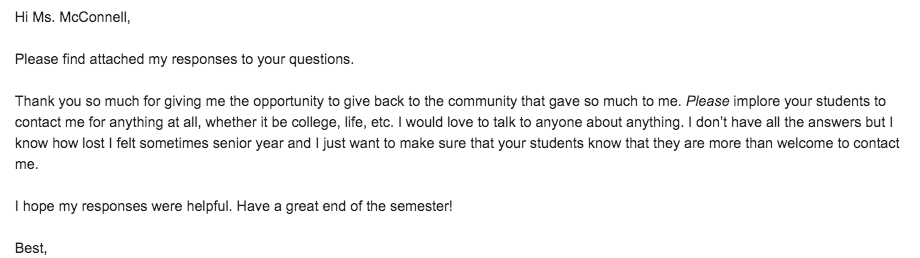 Hi Ms. McConnell,
Please find attached my responses to your questions.
Thank you so much for giving me the opportunity to give back to the community that gave so much to me. Please implore your students to
contact me for anything at all, whether it be college, life, etc. I would love to talk to anyone about anything. I don’t have all the answers but I
know how lost I felt sometimes senior year and I just want to make sure that your students know that they are more than welcome to contact
me.
I hope my responses were helpful. Have a great end of the semester!
Best,